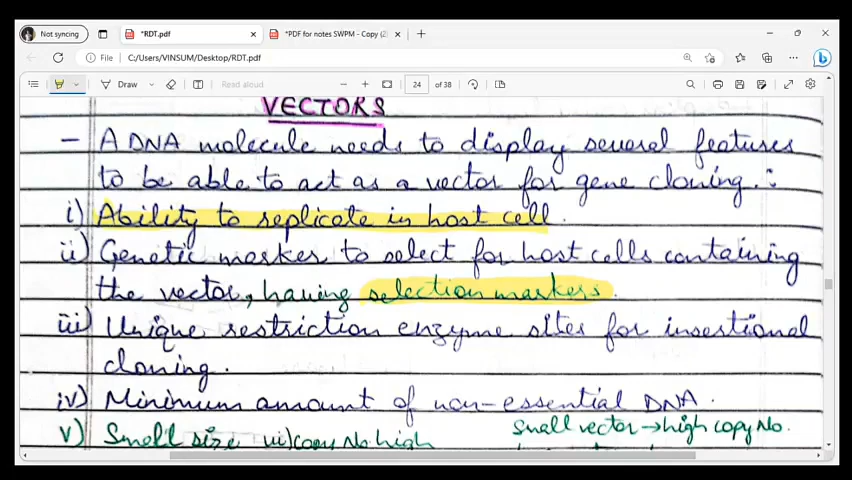 Not syncing
*RDT.pdf
*PDF for notes SWPM - Copy (2
File
C:/Users/VINSUM/Desktop/RDT.pdf
Draw
Read aloud
24 of 38
VECTORS
- A DNA molecule needs to display several features
to be able to act as a vector for gene cloning :
i) Ability to replicate in host cell.
ii) Genetic marker to select for host cells containing
the vector, having selection markers.
iii) Unique restriction enzyme sites for insertional
cloning.
iv) Minimum amount of non-essential DNA.
v) Small size vi) copy No. high
small vector → high copy No.